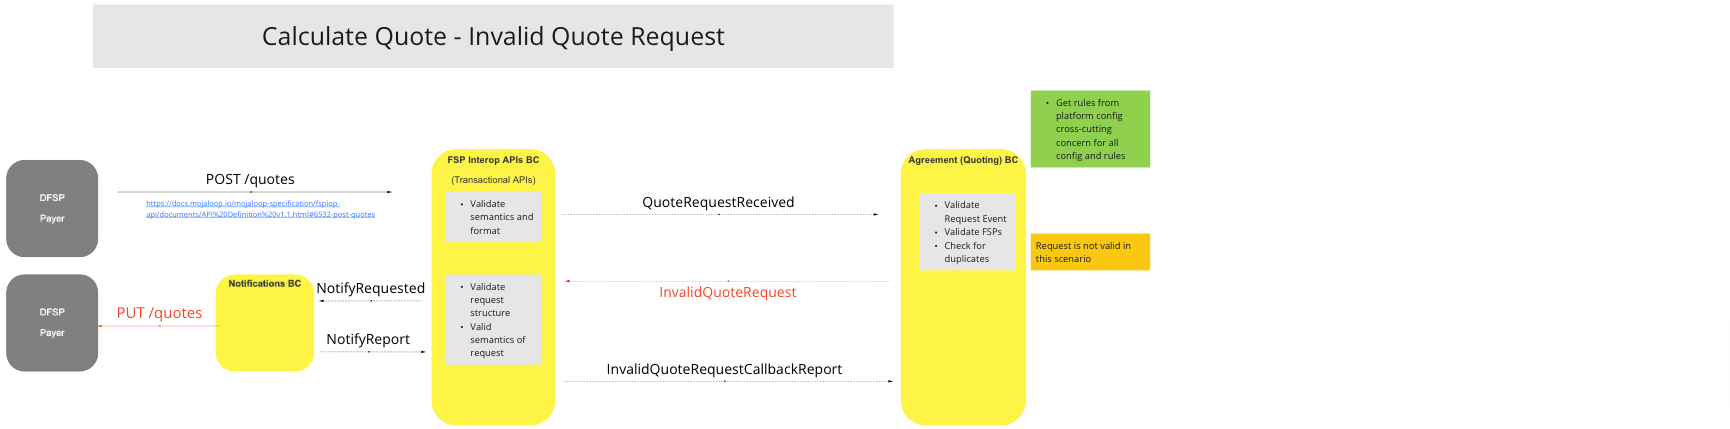 Calculate Quote - Invalid Quote Request
• Get rules from
platform config
cross-cutting
concern for all
config and rules
DFSP
Payer
POST /quotes
https://docs.mojaloop.io/mojaloop-specification/fspiop-
api/documents/API%20Definition%20v1.1.html#6532-post-quotes
FSP Interop APIs BC
(Transactional APIs)
• Validate
semantics and
format
QuoteRequestReceived
Agreement (Quoting) BC
• Validate
Request Event
• Validate FSPs
• Check for
duplicates
Request is not valid in
this scenario
DFSP
Payer
PUT /quotes
Notifications BC
NotifyRequested
NotifyReport
• Validate
request
structure
• Valid
semantics of
request
InvalidQuoteRequest
InvalidQuoteRequestCallbackReport